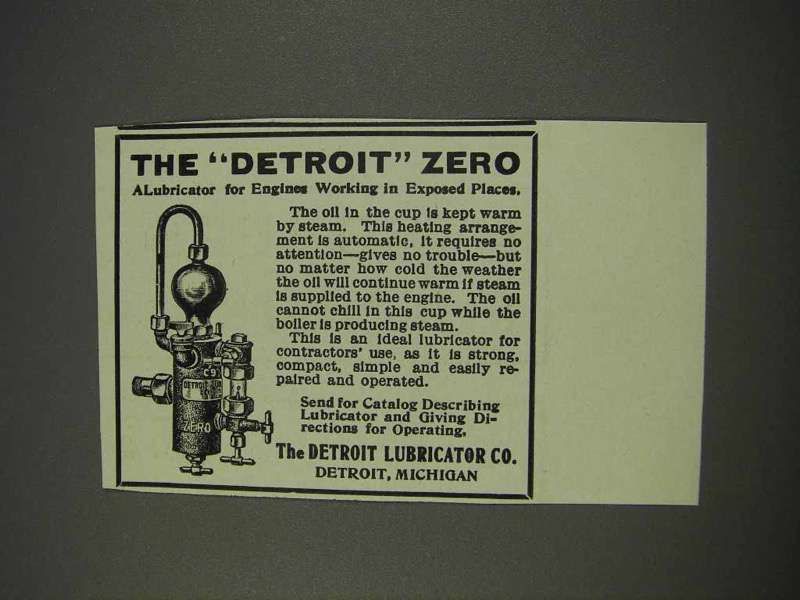 THE "DETROIT" ZERO
ALubricator for Engines Working in Exposed Places.
The oil in the cup is kept warm
by steam. This heating arrange-
ment is automatic, it requires no
attention—gives no trouble—but
no matter how cold the weather
the oil will continue warm if steam
is supplied to the engine. The oil
cannot chill in this cup while the
boiler is producing steam.
This is an ideal lubricator for
contractors' use, as it is strong,
compact, simple and easily re-
paired and operated.
Send for Catalog Describing
Lubricator and Giving Di-
rections for Operating.
The DETROIT LUBRICATOR CO.
DETROIT, MICHIGAN
DETROIT
ZERO